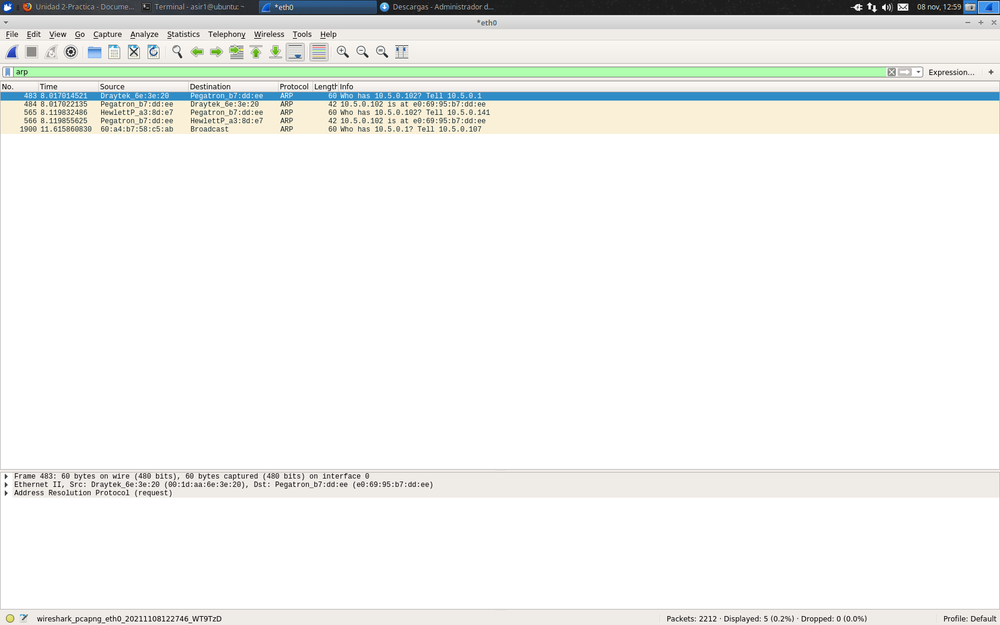 Unidad 2-Practica - Docume... Terminal - asir1@ubuntu: ~ *eth0 Descargas - Administrador d... 08 nov, 12:59
*eth0
File Edit View Go Capture Analyze Statistics Telephony Wireless Tools Help
arp Expression... +
No. Time Source Destination Protocol Length Info
483 8.017014521 Draytek_6e:3e:20 Pegatron_b7:dd:ee ARP 60 Who has 10.5.0.102? Tell 10.5.0.1
484 8.017022135 Pegatron_b7:dd:ee Draytek_6e:3e:20 ARP 42 10.5.0.102 is at e0:69:95:b7:dd:ee
565 8.119832486 HewlettP_a3:8d:e7 Pegatron_b7:dd:ee ARP 60 Who has 10.5.0.102? Tell 10.5.0.141
566 8.119855625 Pegatron_b7:dd:ee HewlettP_a3:8d:e7 ARP 42 10.5.0.102 is at e0:69:95:b7:dd:ee
1900 11.615860830 60:a4:b7:58:c5:ab Broadcast ARP 60 Who has 10.5.0.1? Tell 10.5.0.107
Frame 483: 60 bytes on wire (480 bits), 60 bytes captured (480 bits) on interface 0
Ethernet II, Src: Draytek_6e:3e:20 (00:1d:aa:6e:3e:20), Dst: Pegatron_b7:dd:ee (e0:69:95:b7:dd:ee)
Address Resolution Protocol (request)
wireshark_pcapng_eth0_20211108122746_WT9TzD Packets: 2212 · Displayed: 5 (0.2%) · Dropped: 0 (0.0%) Profile: Default